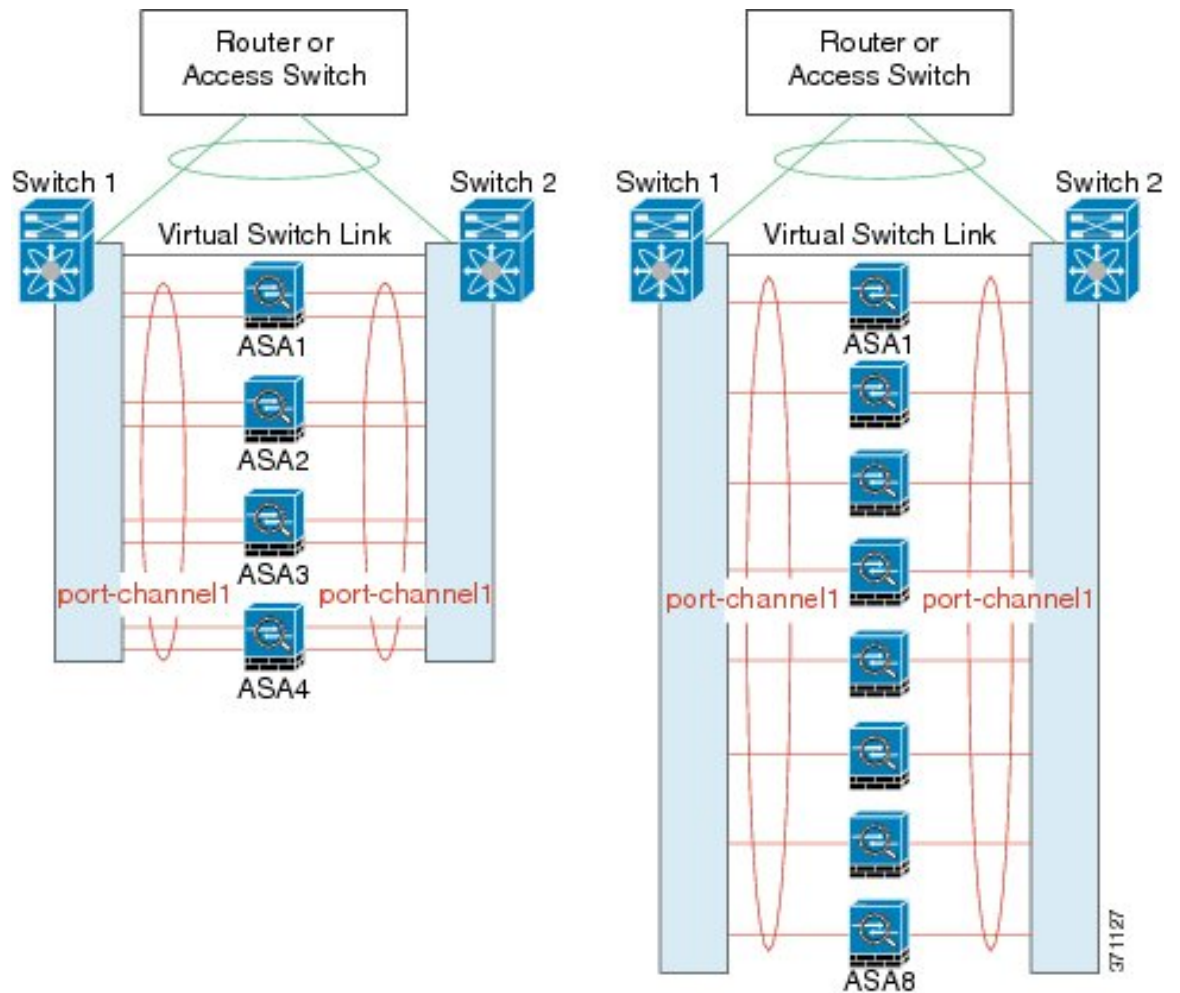 Router or
Access Switch
Switch 1
Switch 2
Virtual Switch Link
ASA1
ASA2
ASA3
port-channel1
port-channel1
ASA4
Router or
Access Switch
Switch 1
Switch 2
Virtual Switch Link
ASA1
port-channel1
port-channel1
ASA8
371127